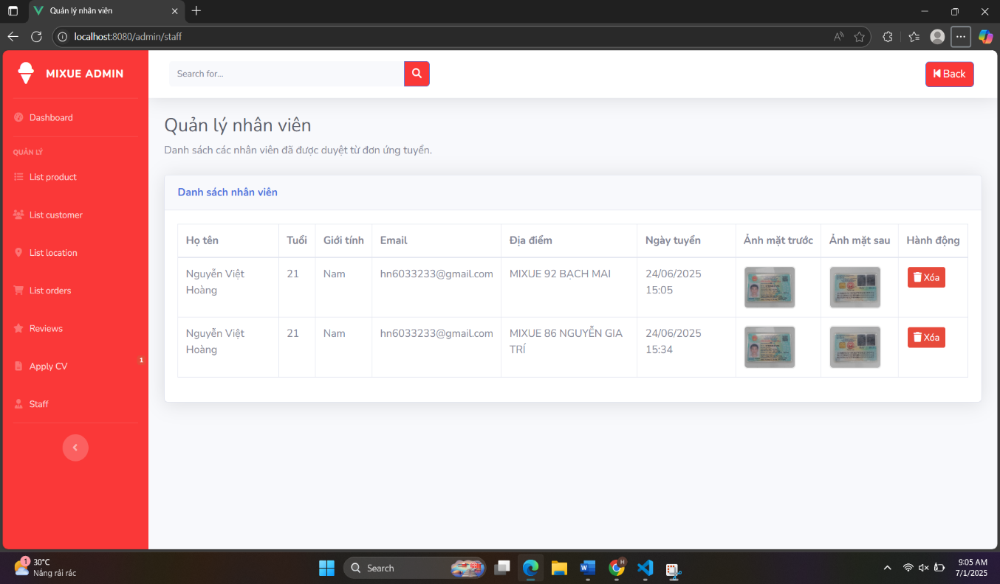 Quản lý nhân viên
localhost:8080/admin/staff
MIXUE ADMIN
Search for...
Back
Dashboard
QUẢN LÝ
List product
List customer
List location
List orders
Reviews
Apply CV
1
Staff
Quản lý nhân viên
Danh sách các nhân viên đã được duyệt từ đơn ứng tuyển.
Danh sách nhân viên
Họ tên Tuổi Giới tính Email Địa điểm Ngày tuyển Ảnh mặt trước Ảnh mặt sau Hành động
Nguyễn Việt 21 Nam hn6033233@gmail.com MIXUE 92 BẠCH MAI 24/06/2025 Xóa
Hoàng 15:05
Nguyễn Việt 21 Nam hn6033233@gmail.com MIXUE 86 NGUYỄN GIA 24/06/2025 Xóa
Hoàng TRÍ 15:34
1
30°C
Nắng rải rác
Search
H
9:05 AM
7/1/2025